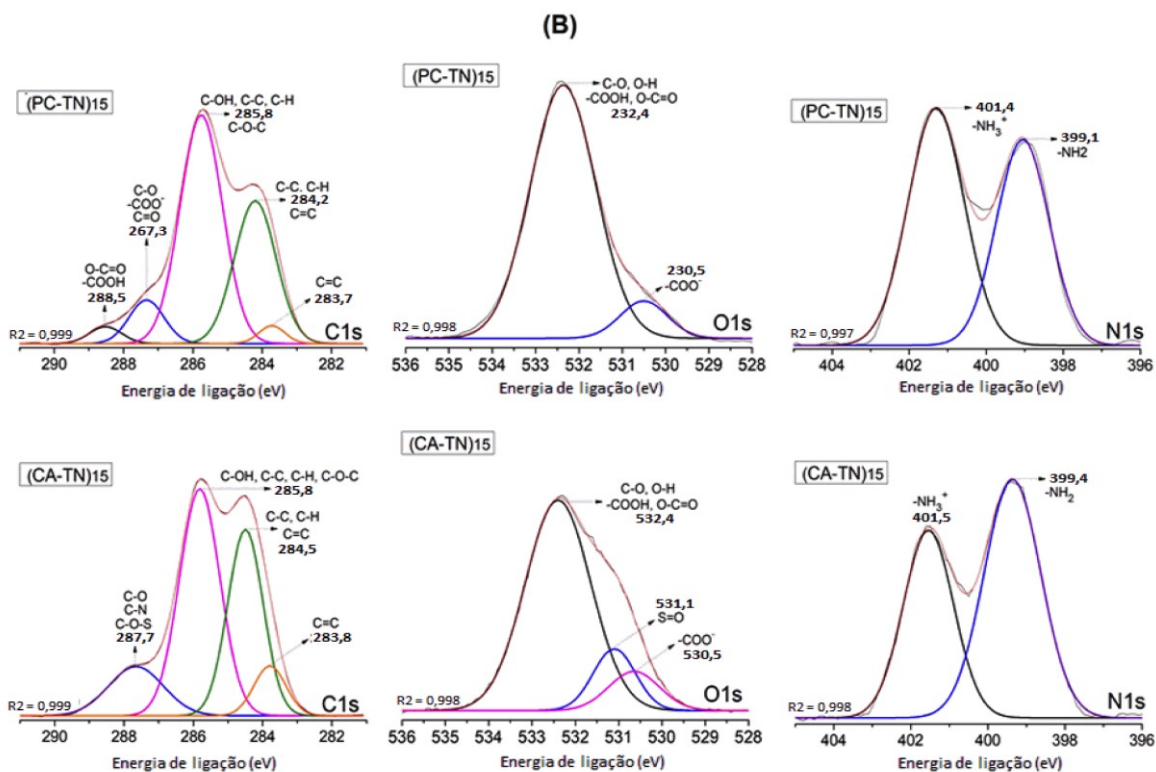 (B)
(PC-TN)15
C-OH, C-C, C-H
285,8
C-O-C
C-O
-COO⁻
C=O
267,3
O-C=O
-COOH
288,5
C-C, C-H
284,2
C=C
C=C
283,7
R2 = 0,999
C1s
290 288 286 284 282
Energia de ligação (eV)
(PC-TN)15
C-O, O-H
-COOH, O-C=O
232,4
230,5
-COO⁻
R2 = 0,998
O1s
536 535 534 533 532 531 530 529 528
Energia de ligação (eV)
(PC-TN)15
401,4
-NH₃⁺
399,1
-NH2
R2 = 0,997
N1s
404 402 400 398 396
Energia de ligação (eV)
(CA-TN)15
C-OH, C-C, C-H, C-O-C
285,8
C-C, C-H
C=C
284,5
C-O
C-N
C-O-S
287,7
C=C
283,8
R2 = 0,999
C1s
290 288 286 284 282
Energia de ligação (eV)
(CA-TN)15
C-O, O-H
-COOH, O-C=O
532,4
531,1
S=O
-COO⁻
530,5
R2 = 0,998
O1s
536 535 534 533 532 531 530 529 528
Energia de ligação (eV)
(CA-TN)15
-NH₃⁺
401,5
399,4
-NH₂
R2 = 0,998
N1s
404 402 400 398 396
Energia de ligação (eV)